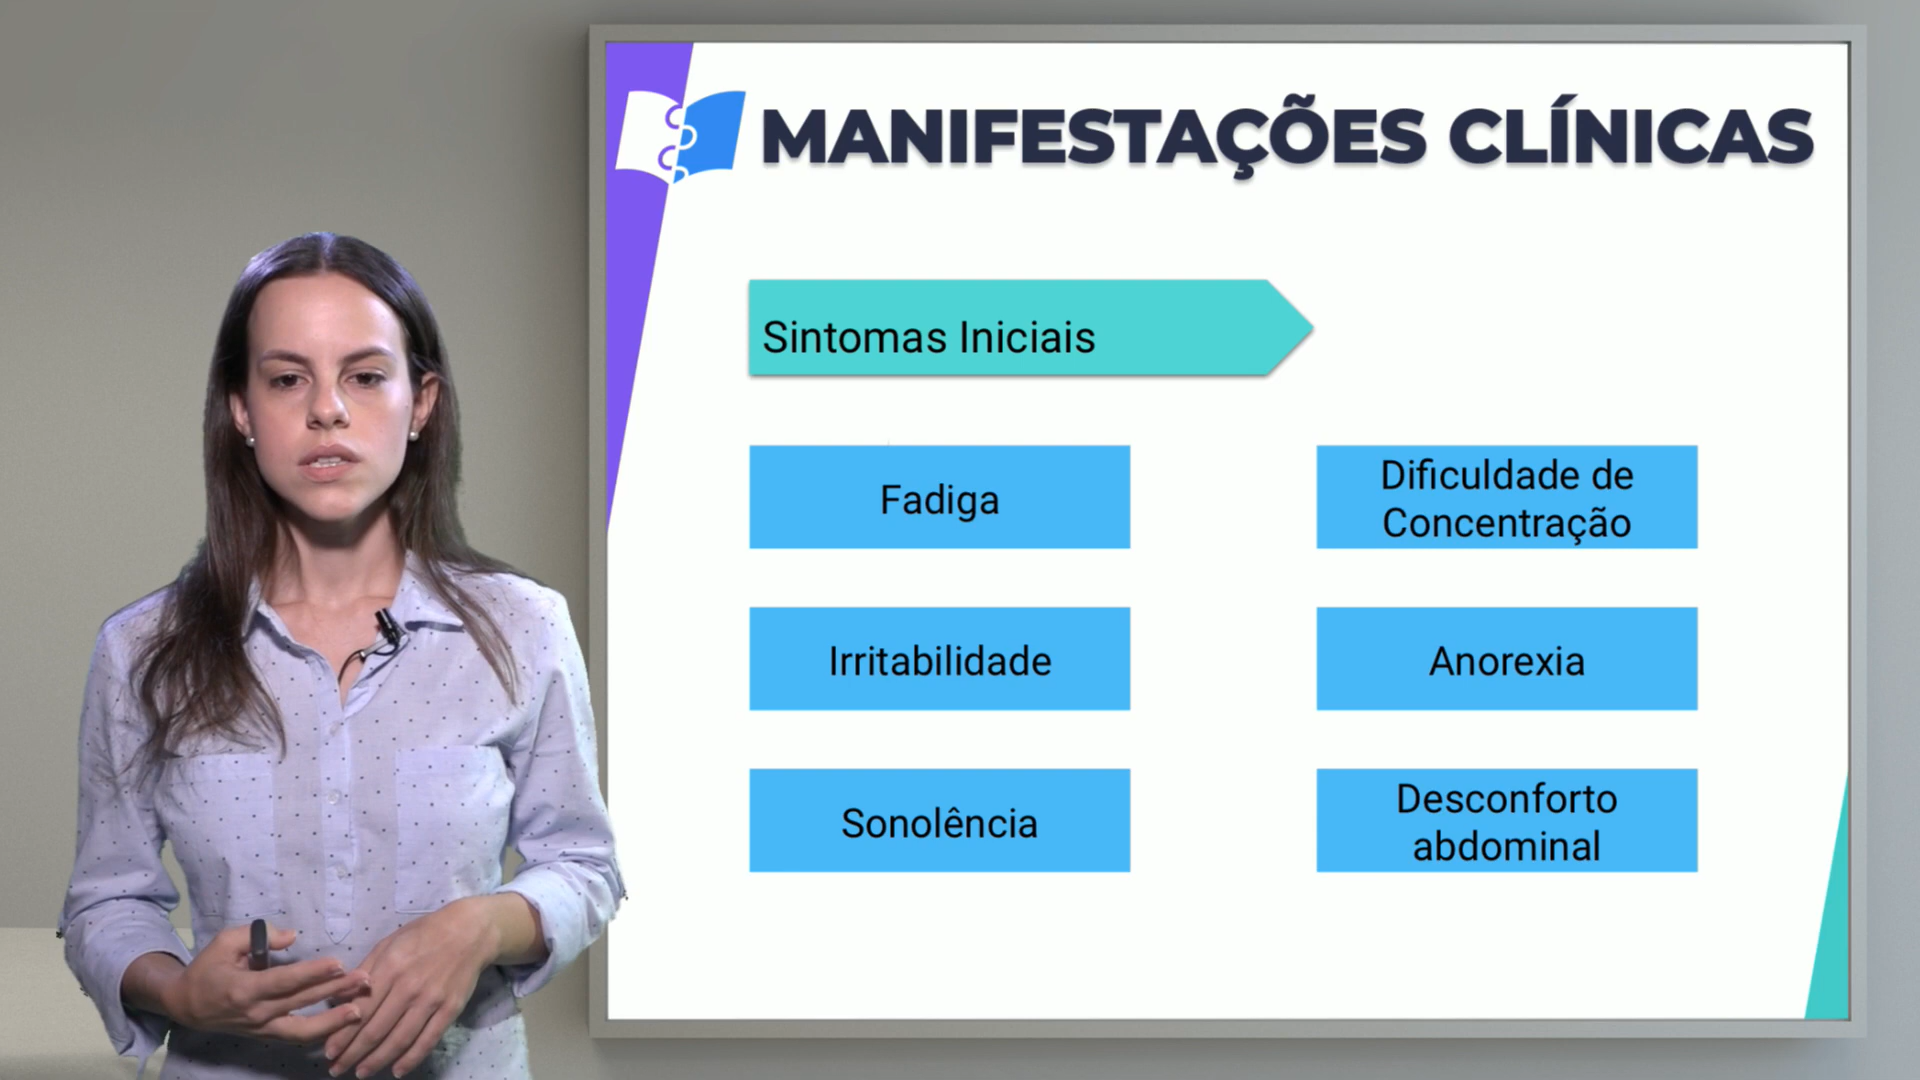 MANIFESTAÇÕES CLÍNICAS
Sintomas Iniciais
Fadiga
Dificuldade de
Concentração
Irritabilidade
Anorexia
Sonolência
Desconforto
abdominal